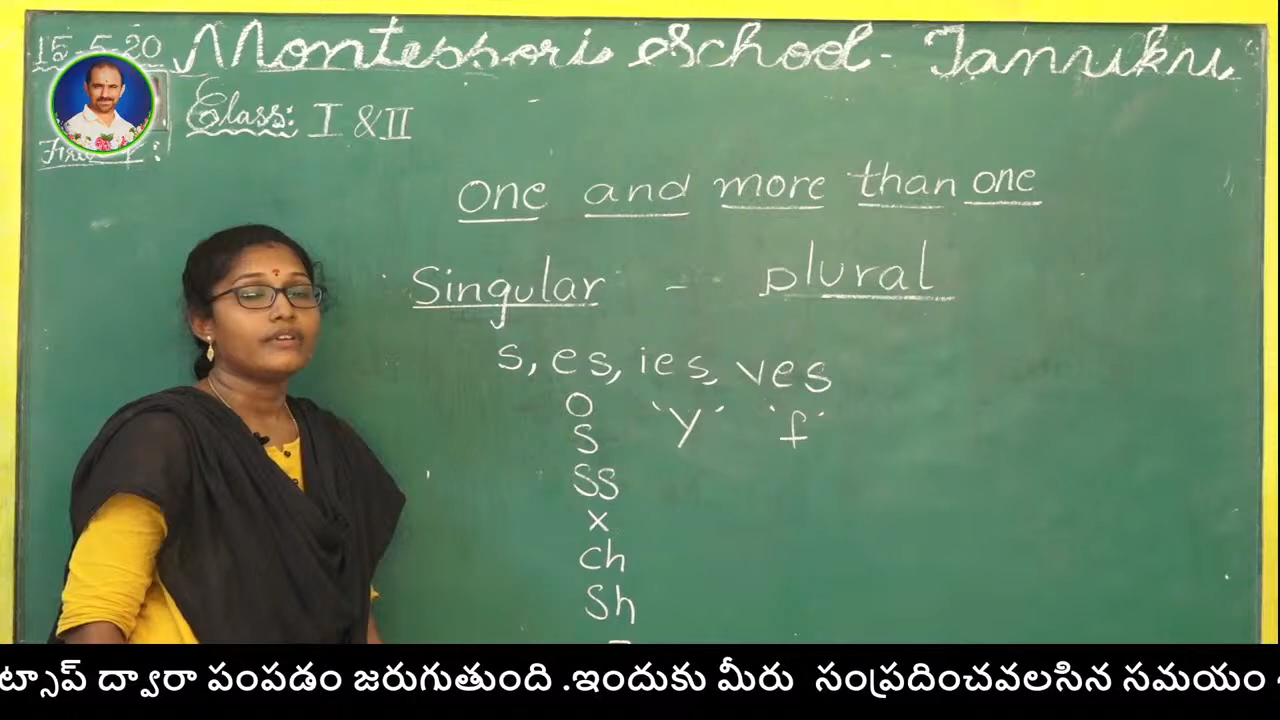 15-5-20 Montessori School - Tanuku
Class: I & II
one and more than one
Singular - plural
s, es, ies, ves
O 'Y' 'f'
S
SS
x
ch
Sh
ట్సాప్ ద్వారా పంపడం జరుగుతుంది .ఇందుకు మీరు సంప్రదించవలసిన సమయం